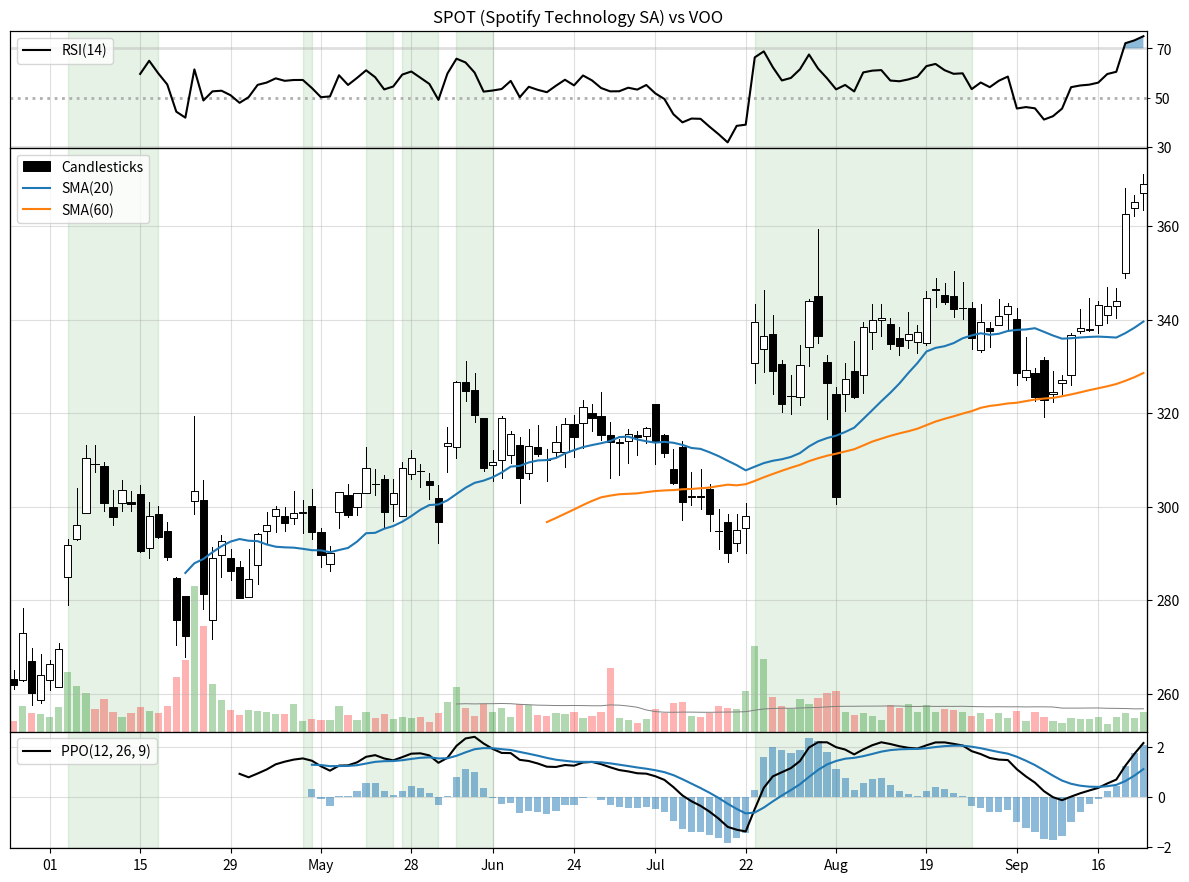 SPOT (Spotify Technology SA) vs VOO
RSI(14)
70
50
30
Candlesticks
SMA(20)
SMA(60)
360
340
320
300
280
260
PPO(12, 26, 9)
2
0
−2
01 15 29 May 28 Jun 24 Jul 22 Aug 19 Sep 16